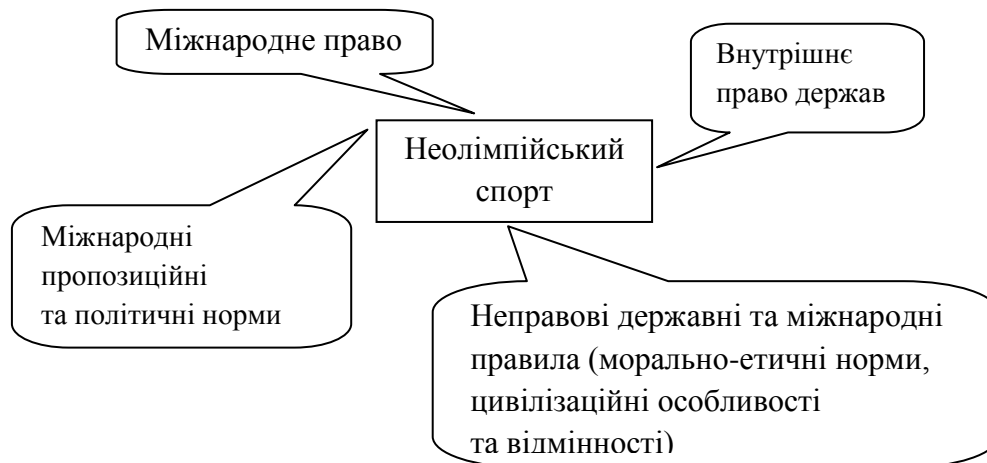 Міжнародне право
Внутрішнє
право держав
Неолімпійський
спорт
Міжнародні
пропозиційні
та політичні норми
Неправові державні та міжнародні
правила (морально-етичні норми,
цивілізаційні особливості
та відмінності)